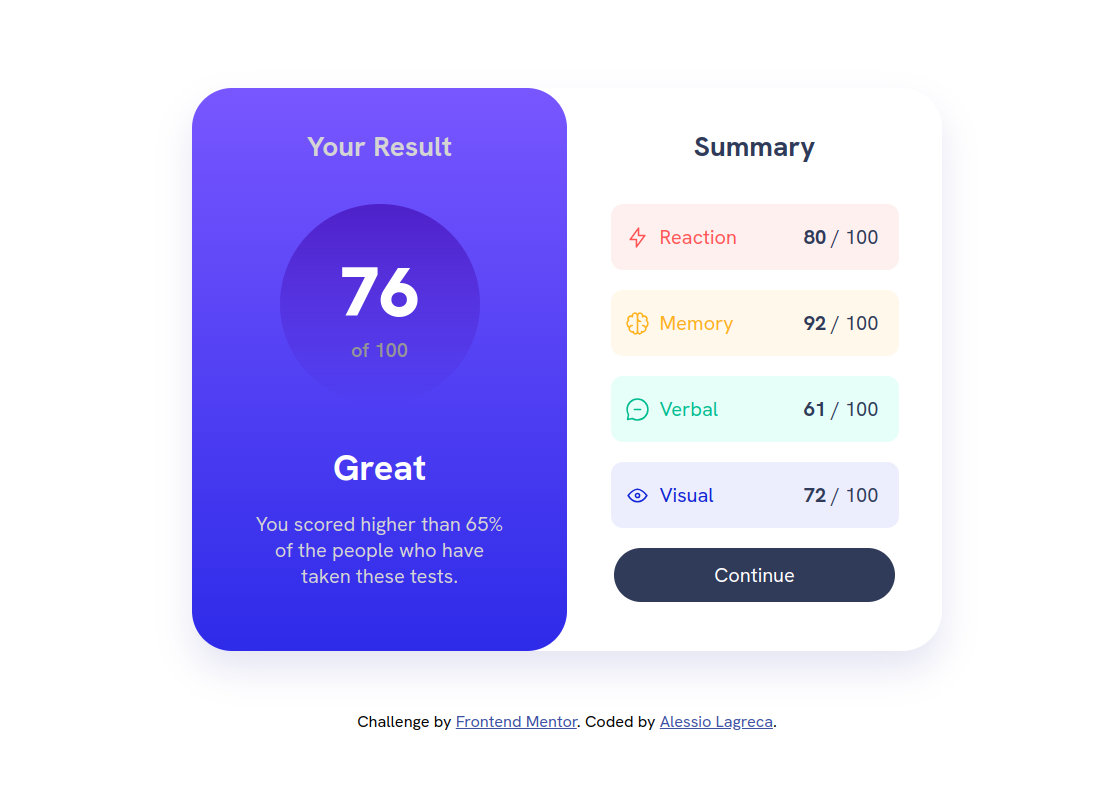 Your Result
76
of 100
Great
You scored higher than 65%
of the people who have
taken these tests.
Summary
Reaction 80 / 100
Memory 92 / 100
Verbal 61 / 100
Visual 72 / 100
Continue
Challenge by Frontend Mentor. Coded by Alessio Lagreca.